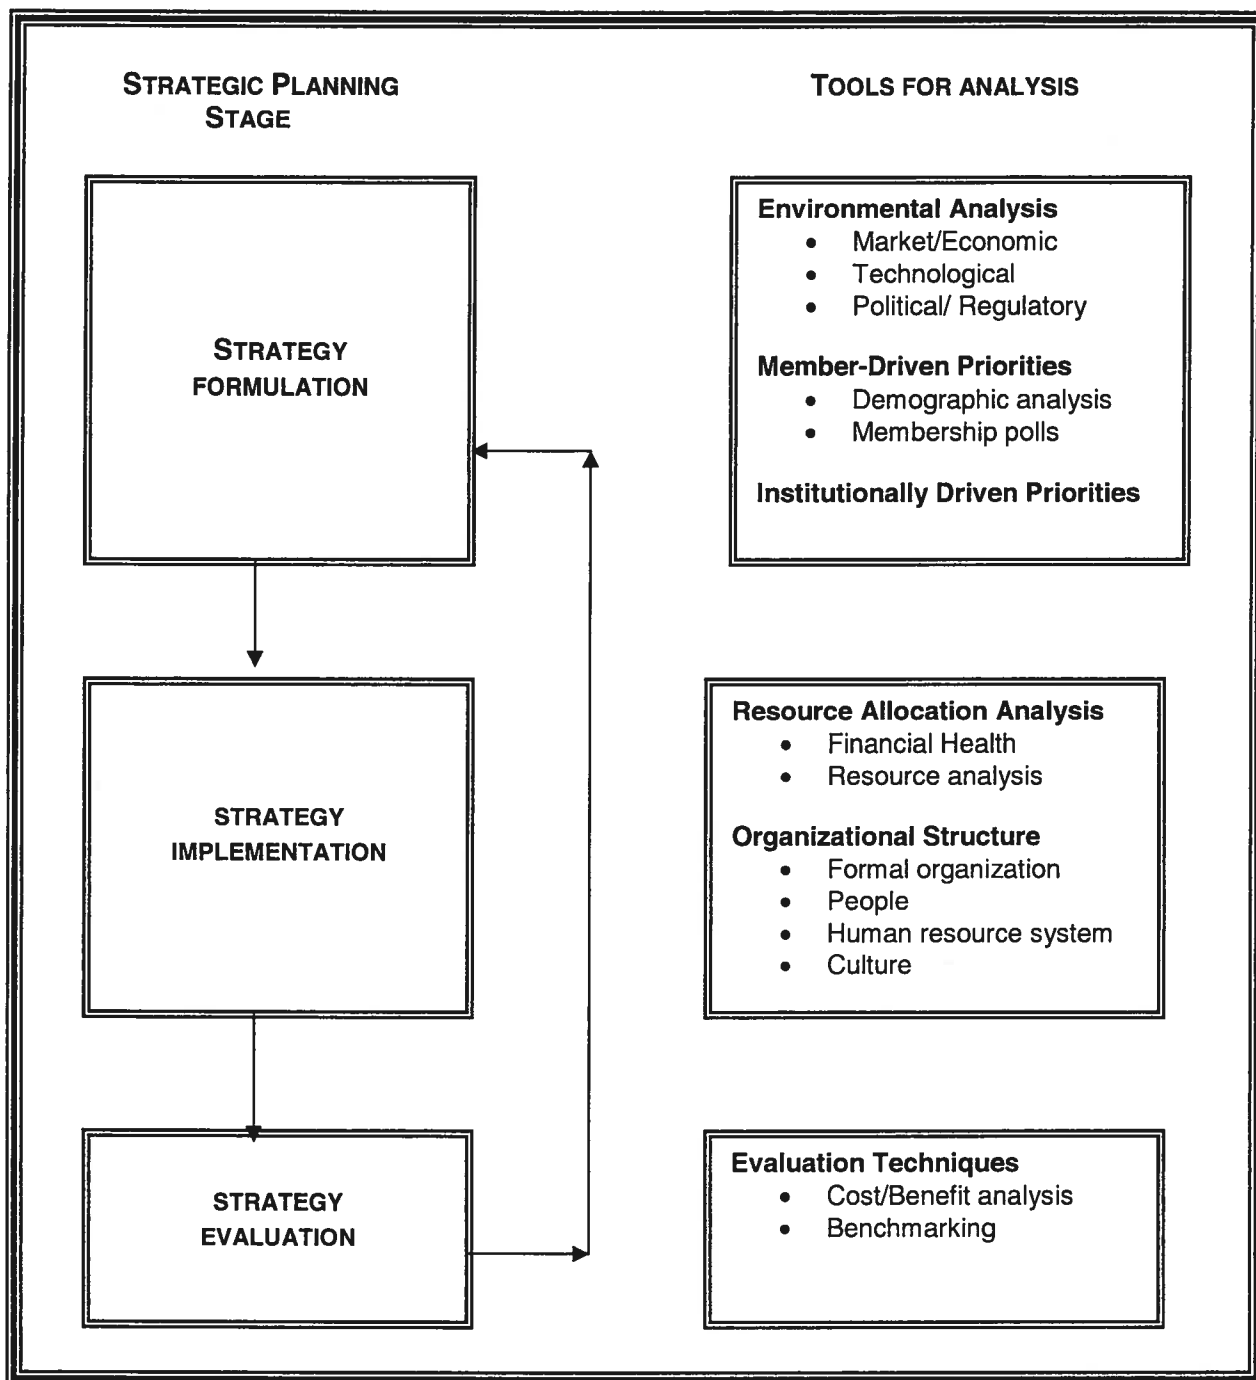 STRATEGIC PLANNING
STAGE
TOOLS FOR ANALYSIS
STRATEGY
FORMULATION
Environmental Analysis
• Market/Economic
• Technological
• Political/ Regulatory
Member-Driven Priorities
• Demographic analysis
• Membership polls
Institutionally Driven Priorities
STRATEGY
IMPLEMENTATION
Resource Allocation Analysis
• Financial Health
• Resource analysis
Organizational Structure
• Formal organization
• People
• Human resource system
• Culture
STRATEGY
EVALUATION
Evaluation Techniques
• Cost/Benefit analysis
• Benchmarking